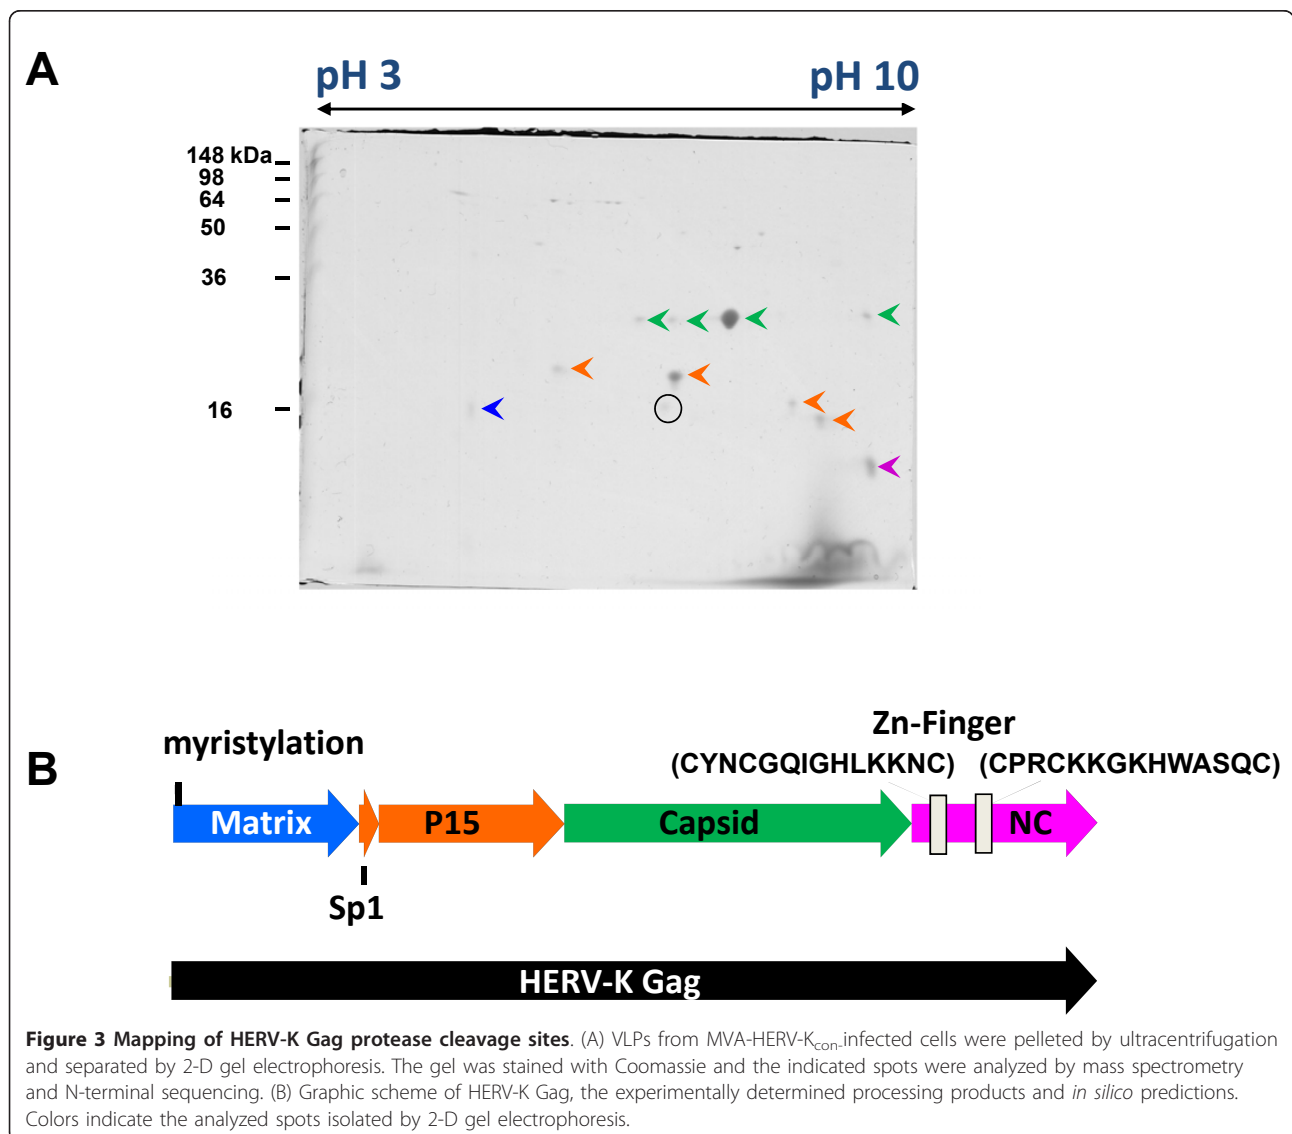 A
pH 3
pH 10
148 kDa
98
64
50
36
16
B
myristylation
Zn-Finger
(CYNCGQIGHLKKNC) (CPRCKKGKHWASQC)
Matrix
P15
Capsid
NC
Sp1
HERV-K Gag
Figure 3 Mapping of HERV-K Gag protease cleavage sites. (A) VLPs from MVA-HERV-Kcon-infected cells were pelleted by ultracentrifugation
and separated by 2-D gel electrophoresis. The gel was stained with Coomassie and the indicated spots were analyzed by mass spectrometry
and N-terminal sequencing. (B) Graphic scheme of HERV-K Gag, the experimentally determined processing products and in silico predictions.
Colors indicate the analyzed spots isolated by 2-D gel electrophoresis.